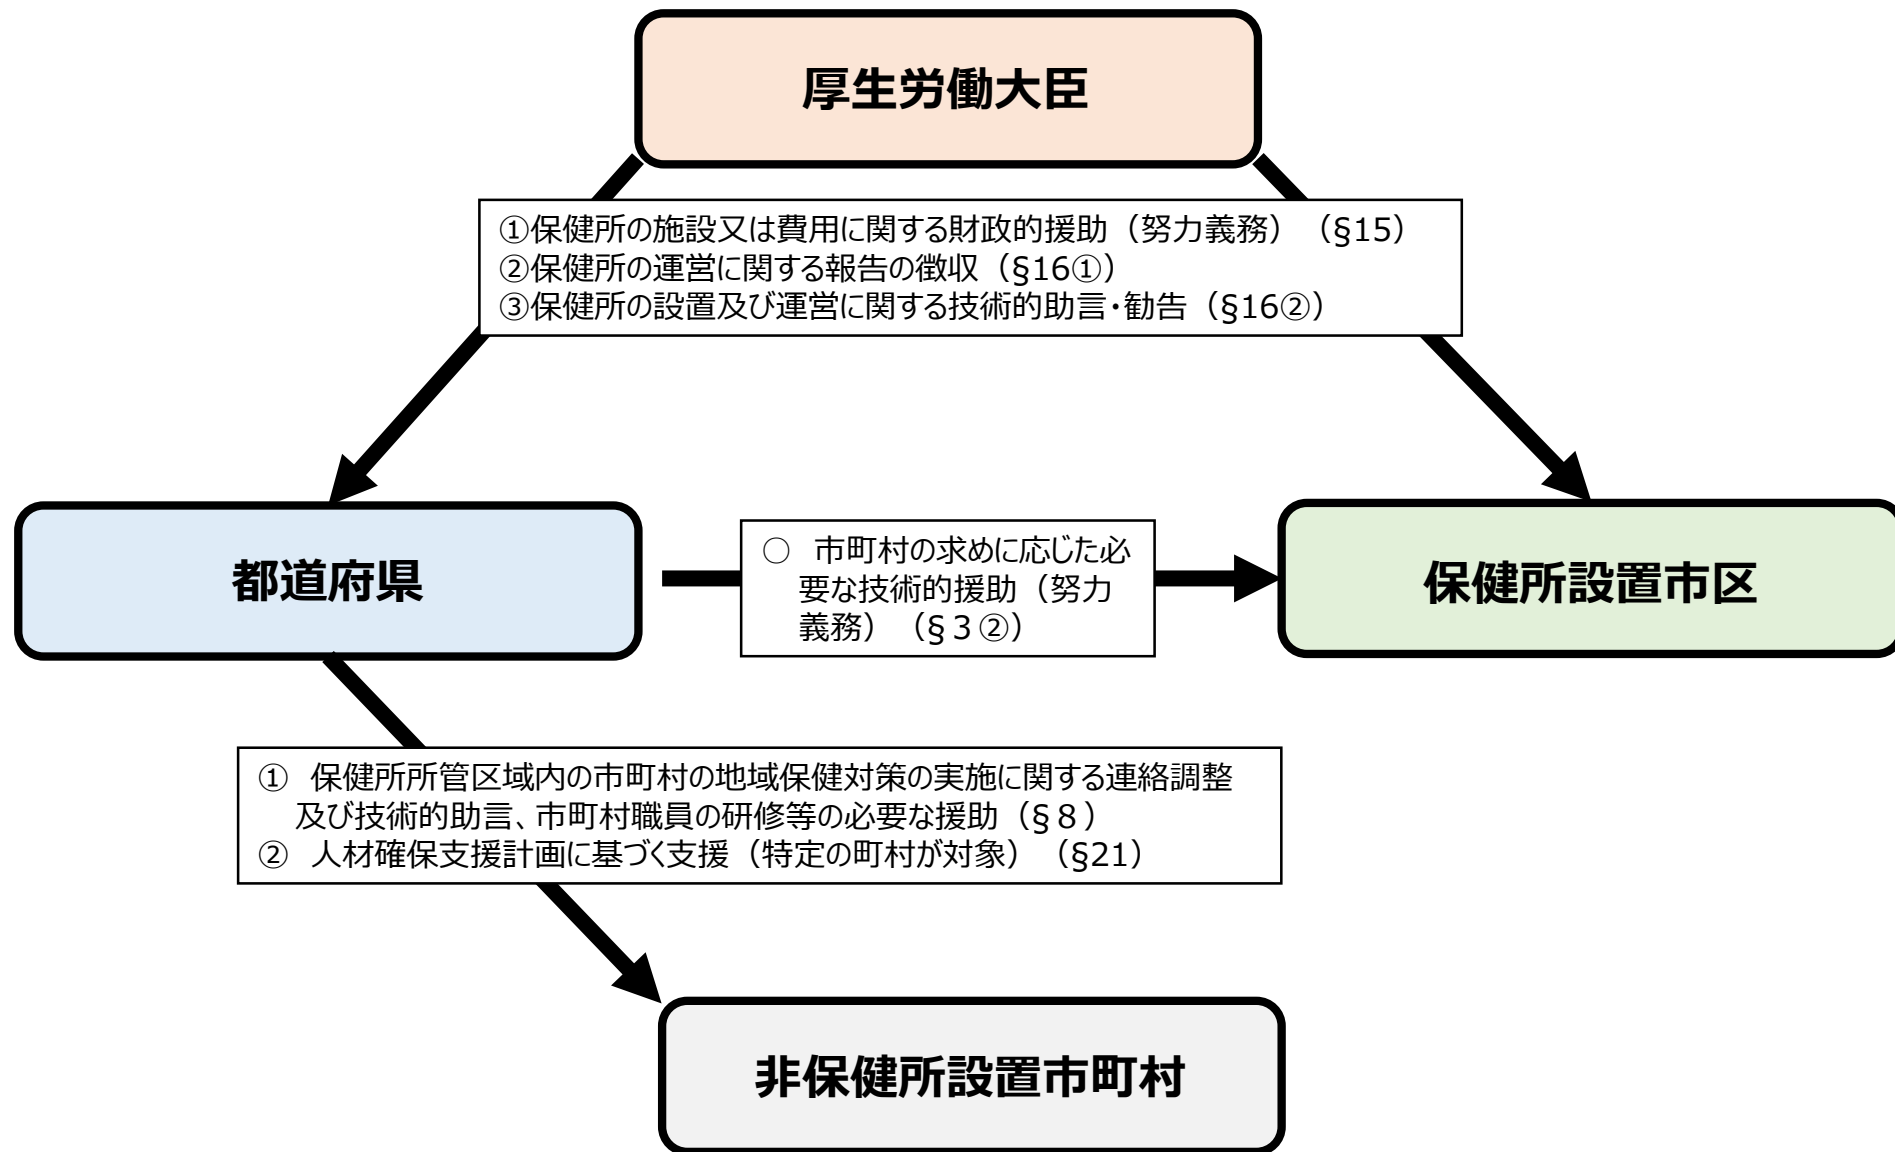 厚生労働大臣
①保健所の施設又は費用に関する財政的援助（努力義務）（§15）
②保健所の運営に関する報告の徴収（§16①）
③保健所の設置及び運営に関する技術的助言・勧告（§16②）
都道府県
○　市町村の求めに応じた必
要な技術的援助（努力
義務）（§３②）
保健所設置市区
①　保健所所管区域内の市町村の地域保健対策の実施に関する連絡調整
及び技術的助言、市町村職員の研修等の必要な援助（§８）
②　人材確保支援計画に基づく支援（特定の町村が対象）（§21）
非保健所設置市町村